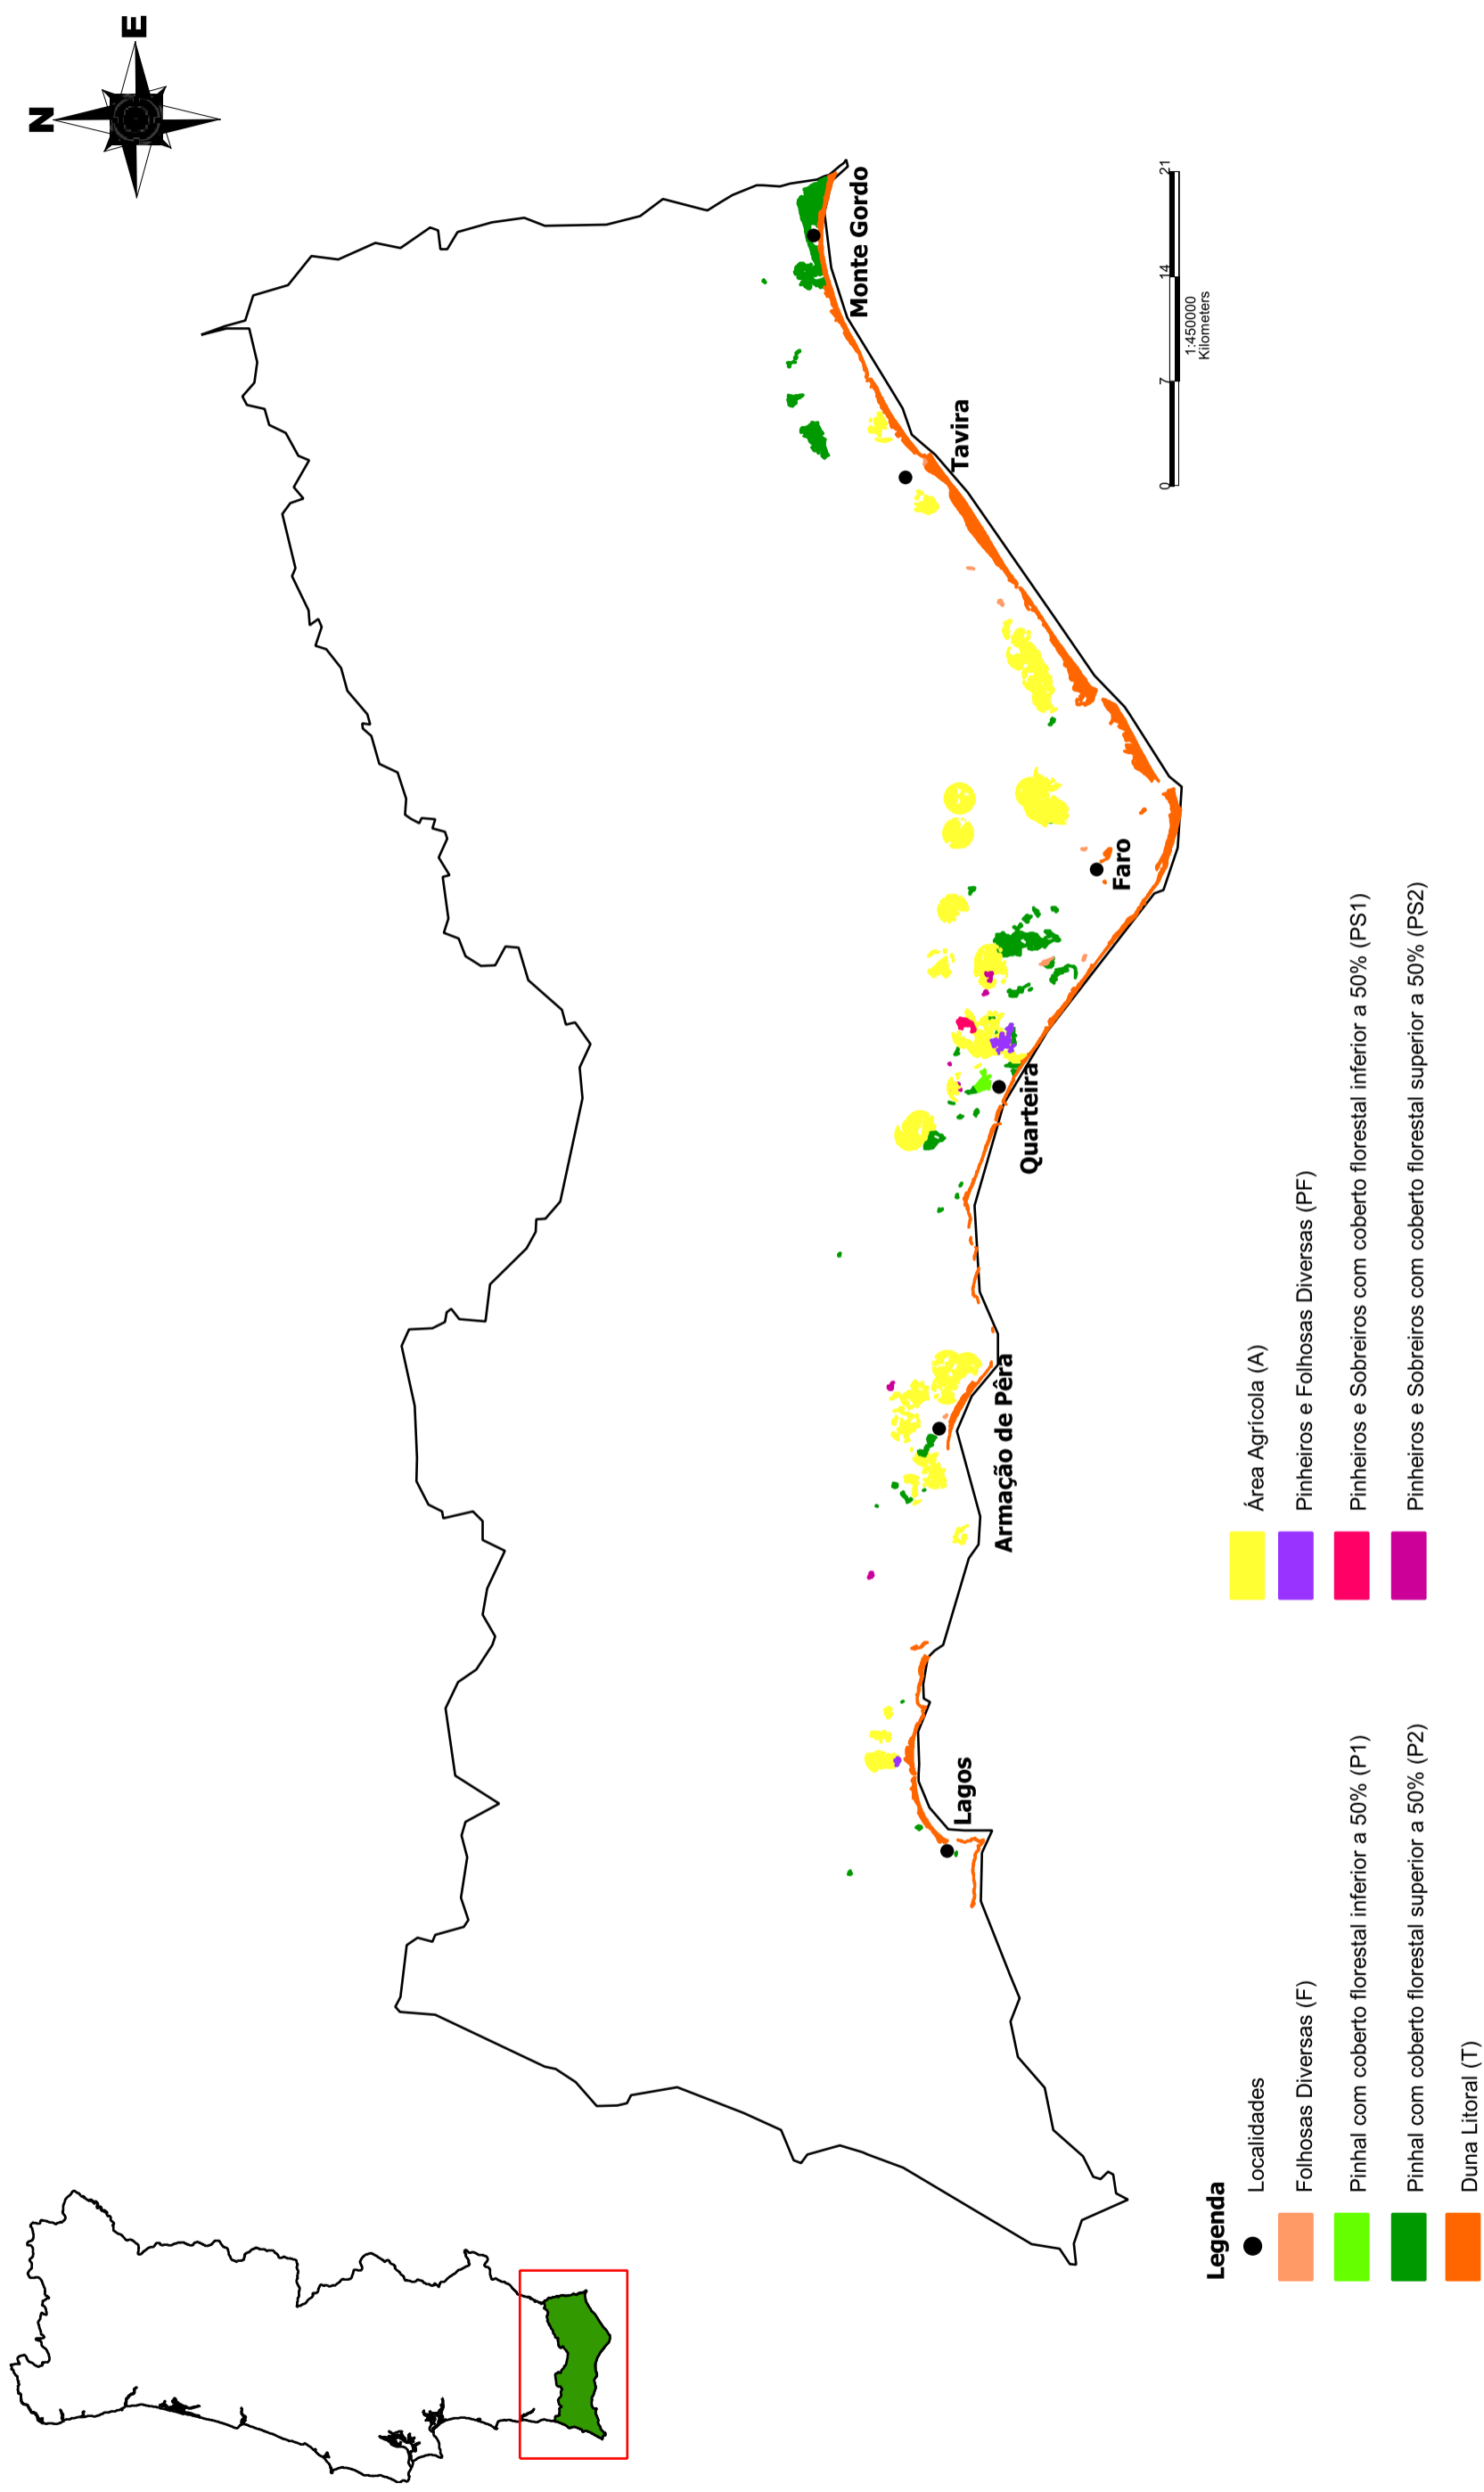 N
E
Monte Gordo
Tavira
Faro
Quarteira
Armação de Pêra
Lagos
0 7 14 21
1:450000
Kilometers
Legenda
Localidades
Folhosas Diversas (F)
Pinhal com coberto florestal inferior a 50% (P1)
Pinhal com coberto florestal superior a 50% (P2)
Duna Litoral (T)
Área Agrícola (A)
Pinheiros e Folhosas Diversas (PF)
Pinheiros e Sobreiros com coberto florestal inferior a 50% (PS1)
Pinheiros e Sobreiros com coberto florestal superior a 50% (PS2)